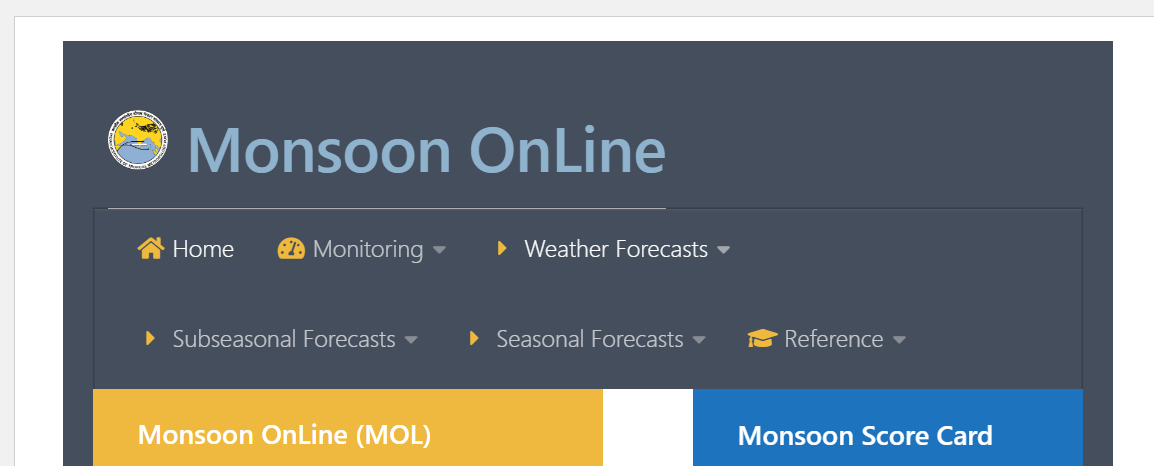 Monsoon OnLine
Home Monitoring Weather Forecasts
Subseasonal Forecasts Seasonal Forecasts Reference
Monsoon OnLine (MOL)
Monsoon Score Card